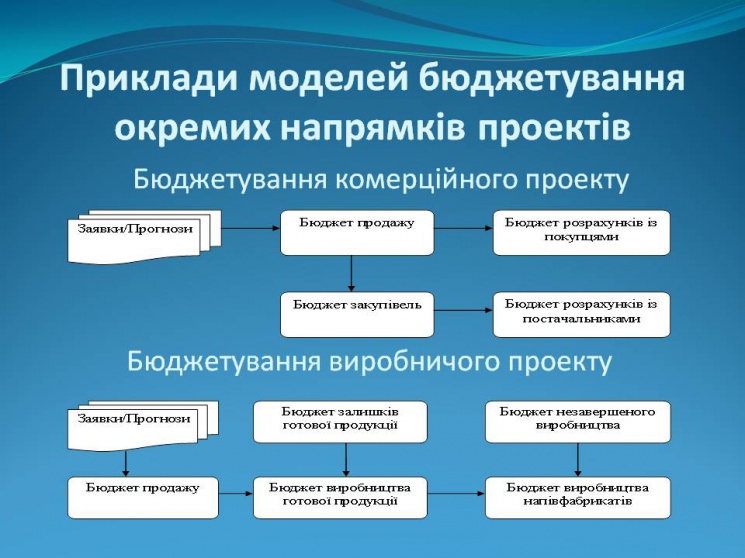 Приклади моделей бюджетування
окремих напрямків проектів
Бюджетування комерційного проекту
Заявки/Прогнози
Бюджет продажу
Бюджет розрахунків із
покупцями
Бюджет закупівель
Бюджет розрахунків із
постачальниками
Бюджетування виробничого проекту
Заявки/Прогнози
Бюджет залишків
готової продукції
Бюджет незавершеного
виробництва
Бюджет продажу
Бюджет виробництва
готової продукції
Бюджет виробництва
напівфабрикатів